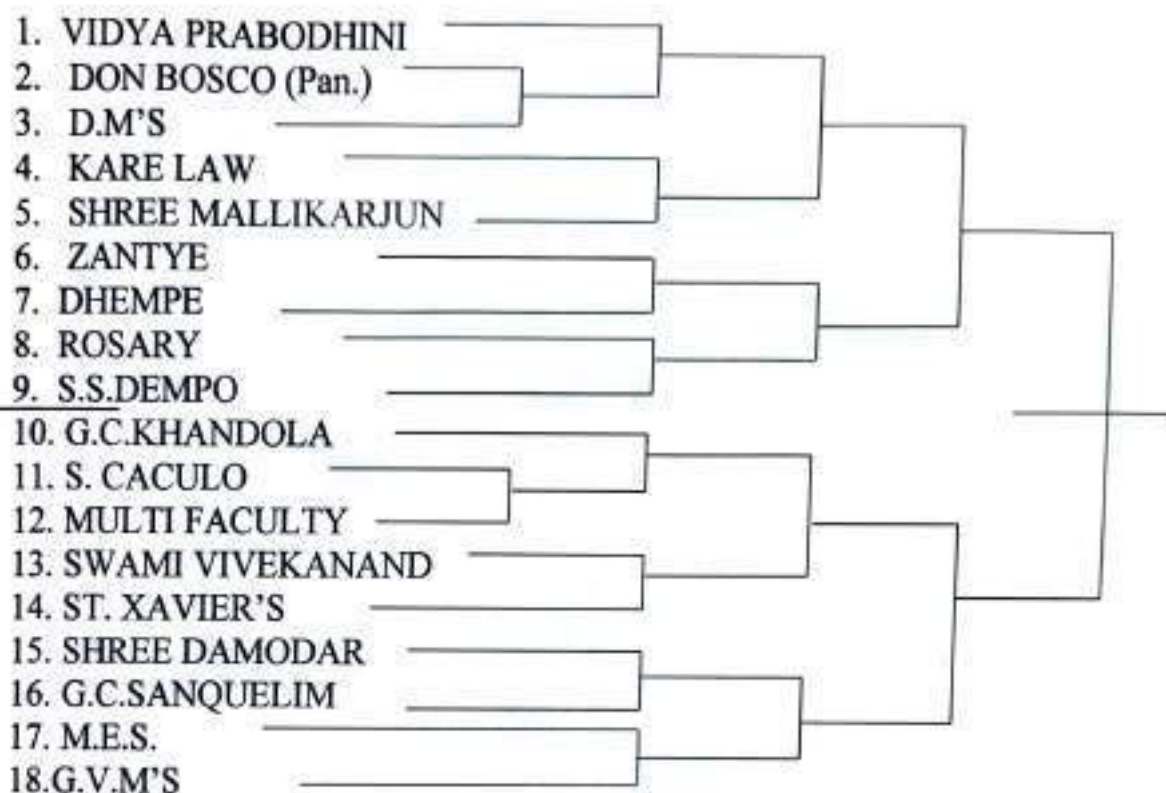 1. VIDYA PRABODHINI
2. DON BOSCO (Pan.)
3. D.M'S
4. KARE LAW
5. SHREE MALLIKARJUN
6. ZANTYE
7. DHEMPE
8. ROSARY
9. S.S.DEMPO
10. G.C.KHANDOLA
11. S. CACULO
12. MULTI FACULTY
13. SWAMI VIVEKANAND
14. ST. XAVIER'S
15. SHREE DAMODAR
16. G.C.SANQUELIM
17. M.E.S.
18.G.V.M'S